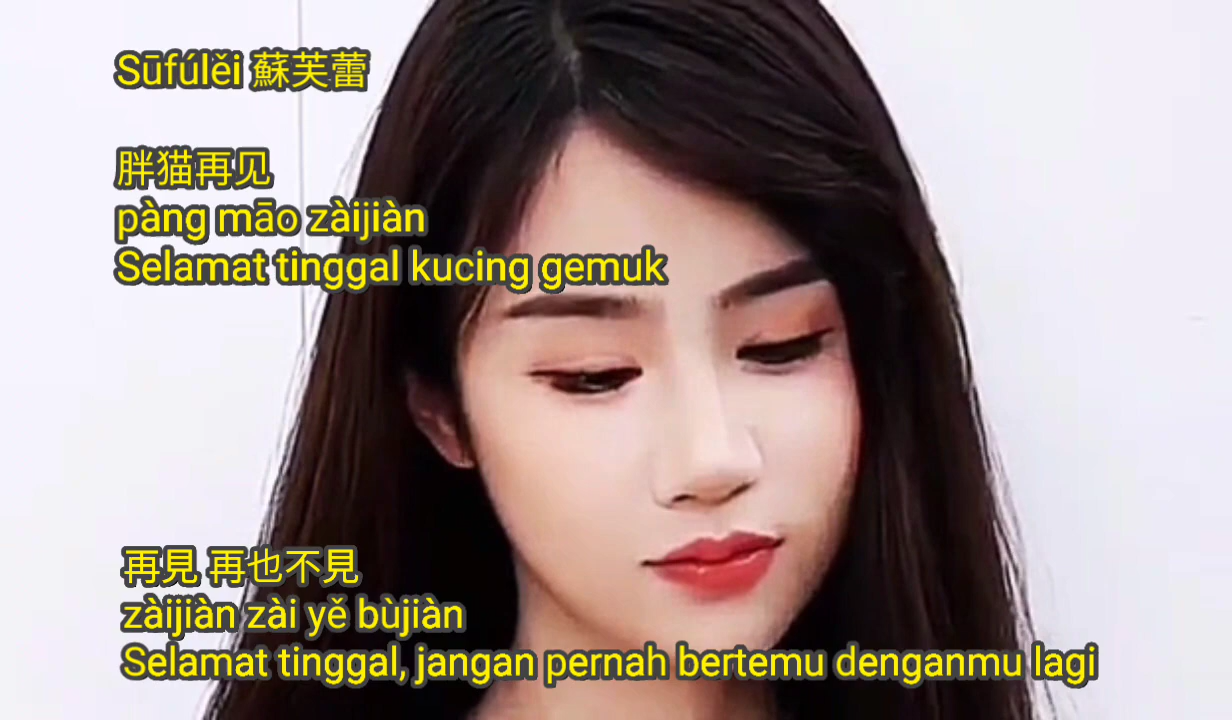 Sūfúlěi 蘇芙蕾
胖猫再见
pàng māo zàijiàn
Selamat tinggal kucing gemuk
再見 再也不見
zàijiàn zài yě bùjiàn
Selamat tinggal, jangan pernah bertemu denganmu lagi